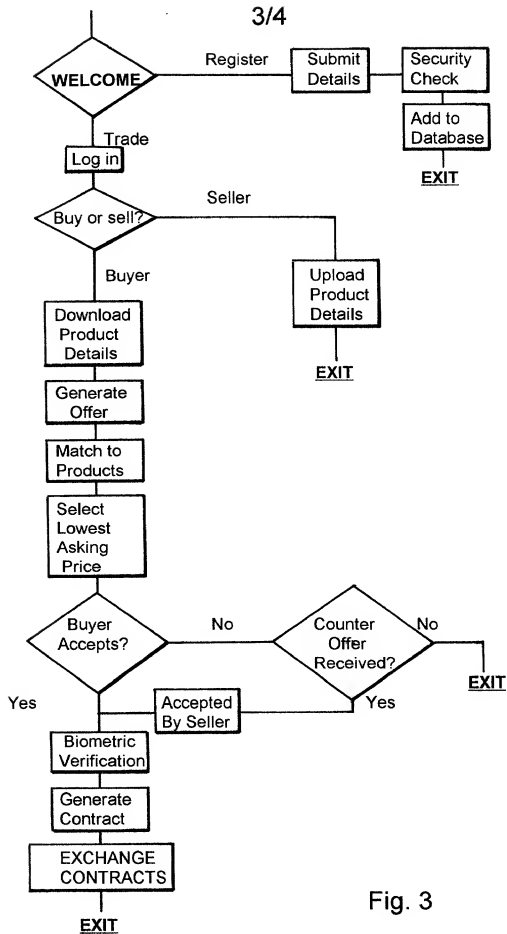 3/4
WELCOME
Register
Submit
Details
Security
Check
Add to
Database
EXIT
Trade
Log in
Buy or sell?
Seller
Upload
Product
Details
EXIT
Buyer
Download
Product
Details
Generate
Offer
Match to
Products
Select
Lowest
Asking
Price
Buyer
Accepts?
No
Counter
Offer
Received?
No
EXIT
Yes
Accepted
By Seller
Yes
Biometric
Verification
Generate
Contract
EXCHANGE
CONTRACTS
EXIT
Fig. 3